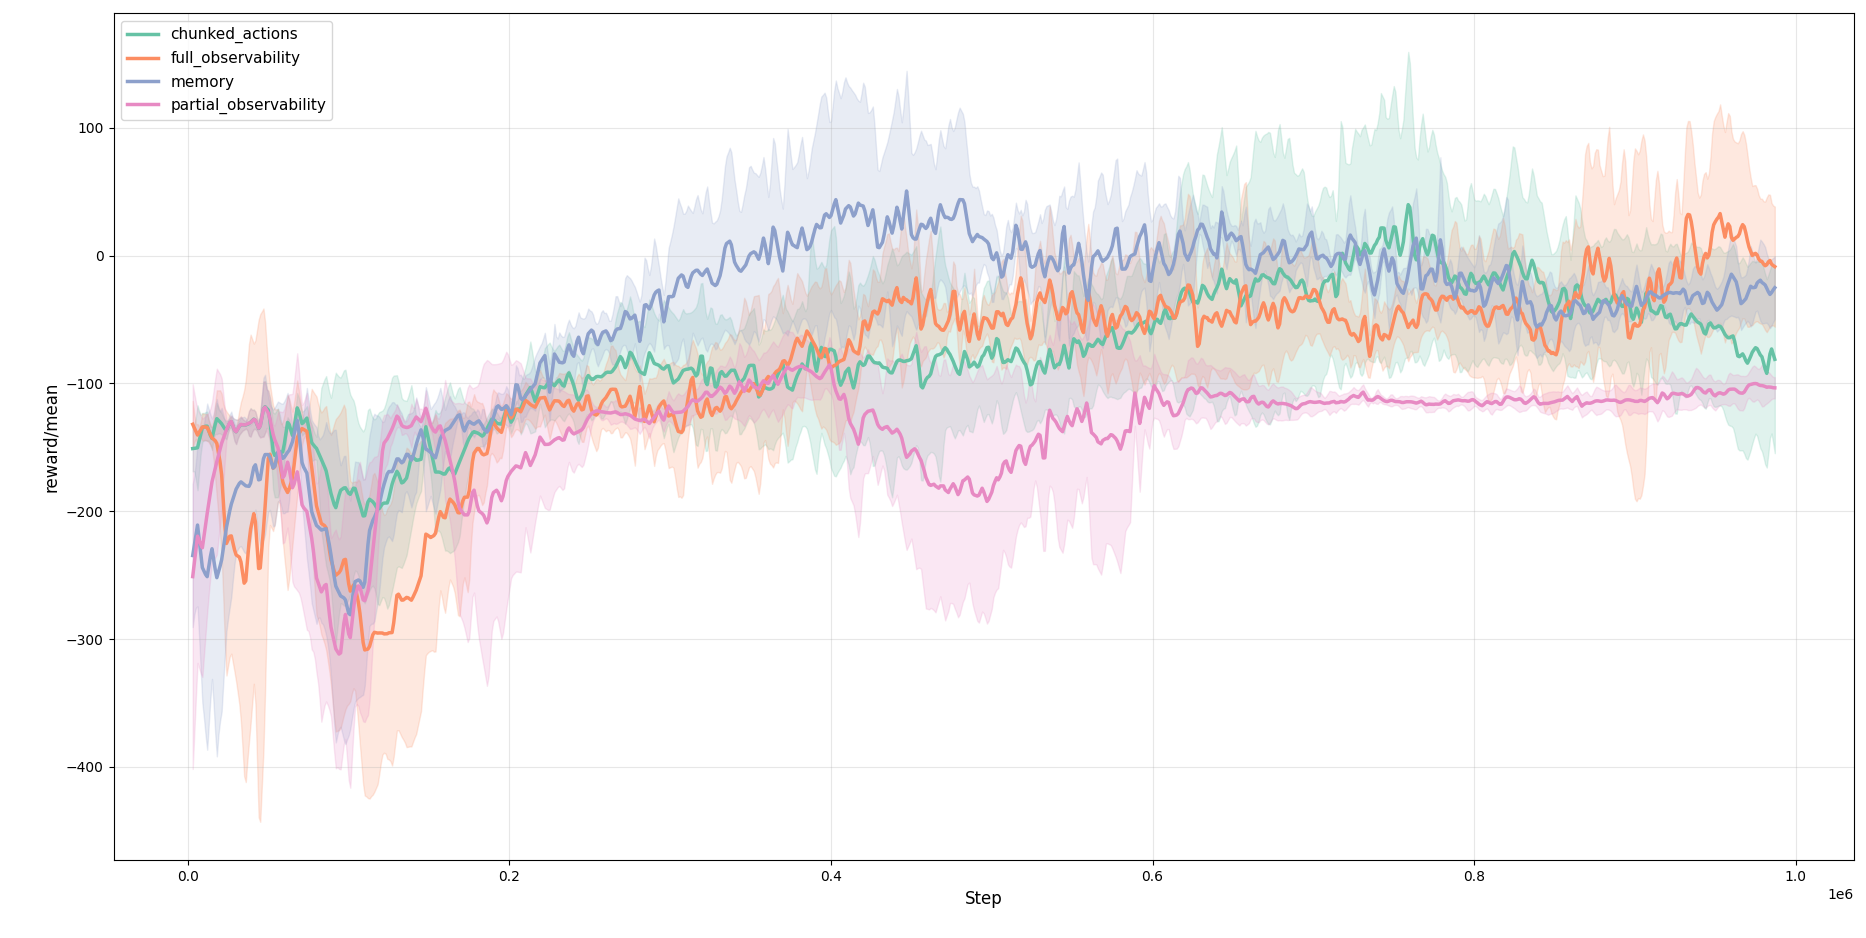 chunked_actions
full_observability
memory
partial_observability
100
0
−100
−200
−300
−400
reward/mean
0.0
0.2
0.4
0.6
0.8
1.0
1e6
Step